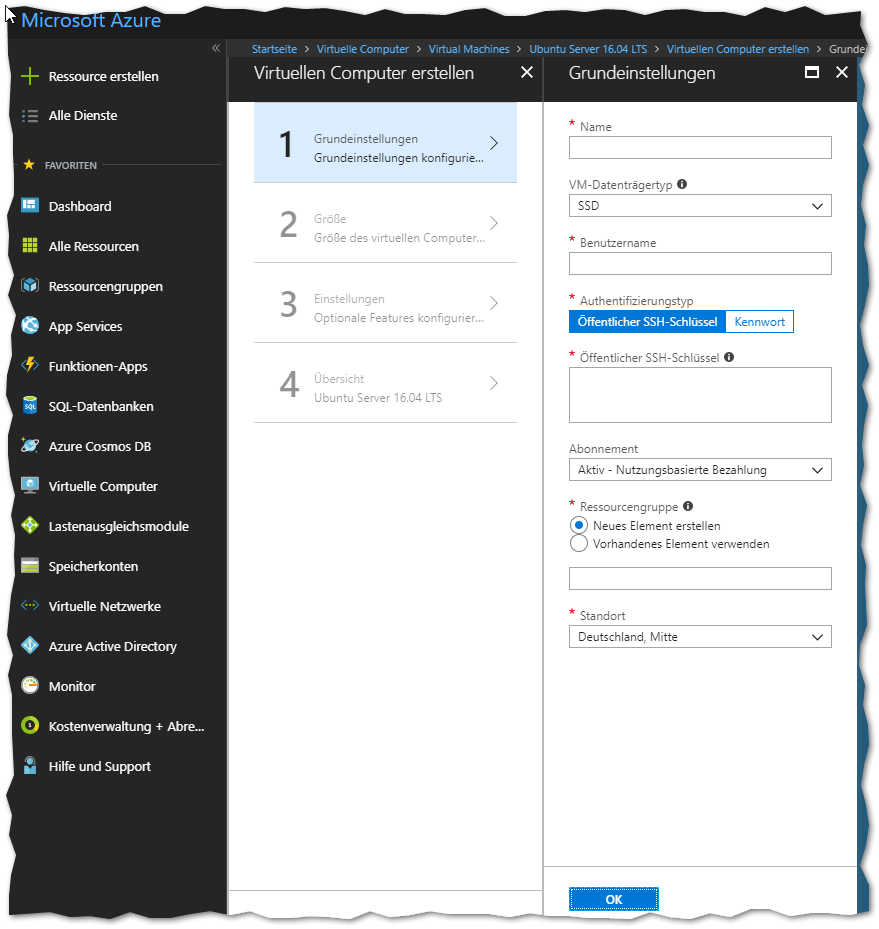 Microsoft Azure
«
Startseite > Virtuelle Computer > Virtual Machines > Ubuntu Server 16.04 LTS > Virtuellen Computer erstellen > Grundei
Ressource erstellen
Alle Dienste
FAVORITEN
Dashboard
Alle Ressourcen
Ressourcengruppen
App Services
Funktionen-Apps
SQL-Datenbanken
Azure Cosmos DB
Virtuelle Computer
Lastenausgleichsmodule
Speicherkonten
Virtuelle Netzwerke
Azure Active Directory
Monitor
Kostenverwaltung + Abre...
Hilfe und Support
Virtuellen Computer erstellen
1
Grundeinstellungen
Grundeinstellungen konfigurie...
2
Größe
Größe des virtuellen Computer...
3
Einstellungen
Optionale Features konfigurier...
4
Übersicht
Ubuntu Server 16.04 LTS
Grundeinstellungen
* Name
VM-Datenträgertyp
SSD
* Benutzername
* Authentifizierungstyp
Öffentlicher SSH-Schlüssel Kennwort
* Öffentlicher SSH-Schlüssel
Abonnement
Aktiv - Nutzungsbasierte Bezahlung
* Ressourcengruppe
Neues Element erstellen
Vorhandenes Element verwenden
* Standort
Deutschland, Mitte
OK